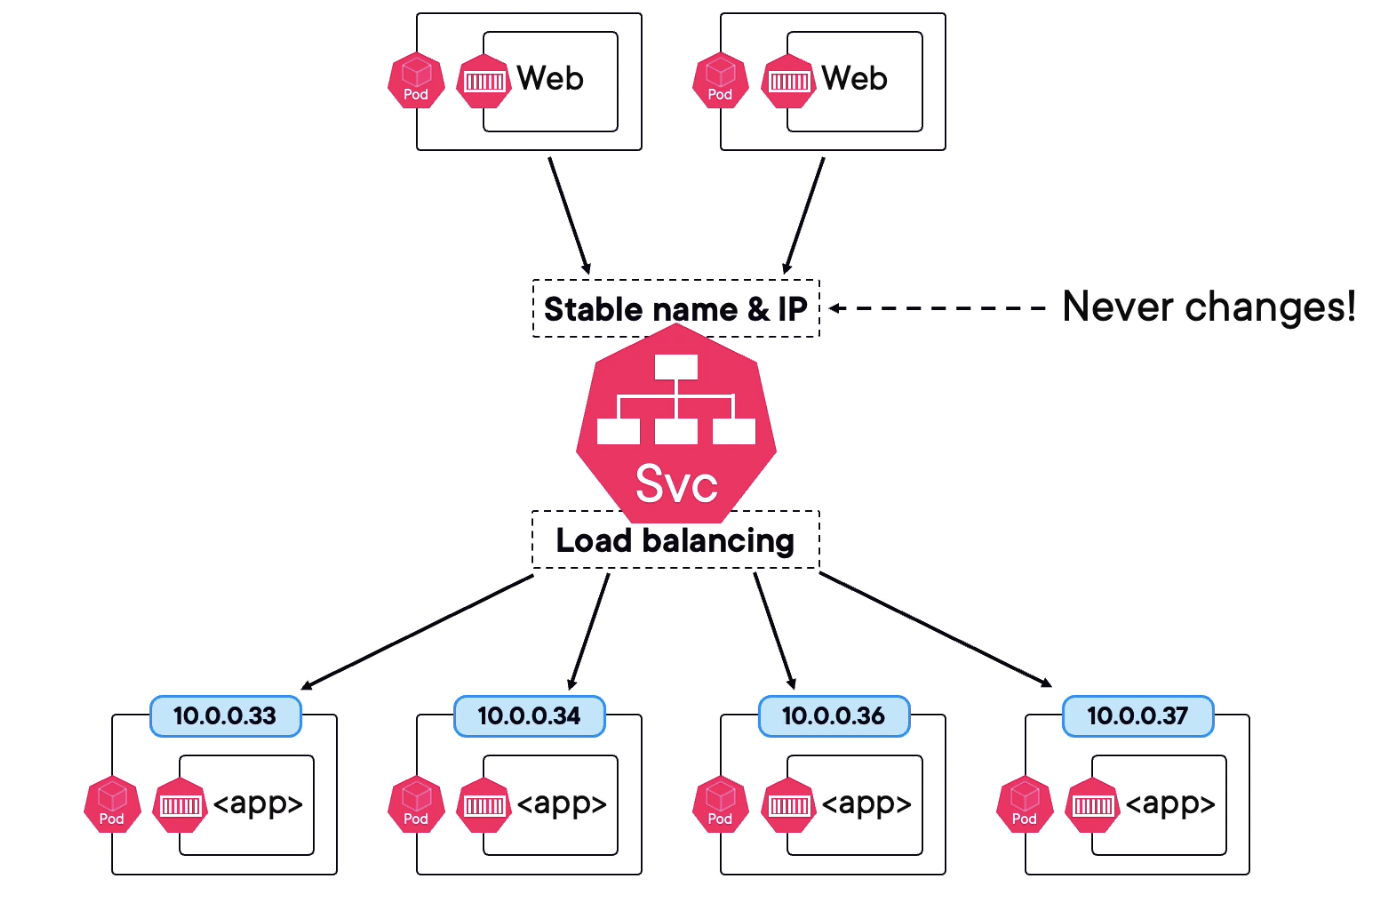 Web
Pod
Web
Pod
Stable name & IP
Never changes!
Svc
Load balancing
10.0.0.33
10.0.0.34
10.0.0.36
10.0.0.37
<app>
Pod
<app>
Pod
<app>
Pod
<app>
Pod